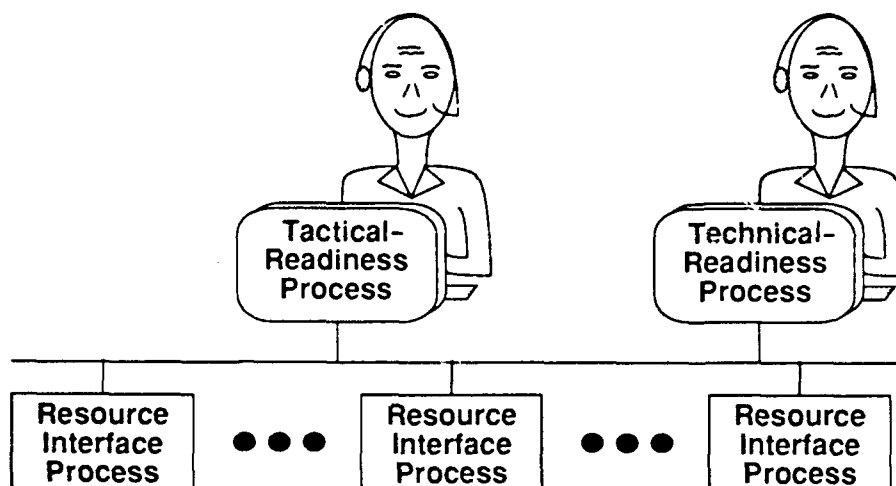 Tactical-
Readiness
Process
Technical-
Readiness
Process
Resource
Interface
Process
Resource
Interface
Process
Resource
Interface
Process